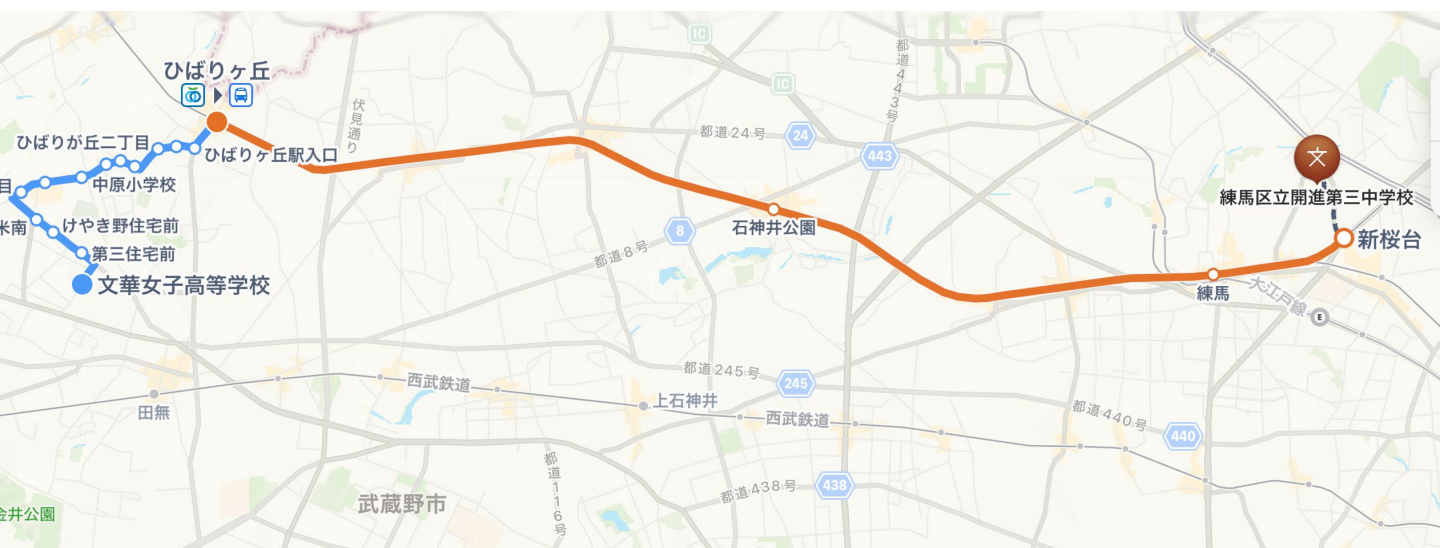 IC
都道443号
ひばりヶ丘
IC
伏見通り
都道24号
24
ひばりが丘二丁目
ひばりヶ丘駅入口
443
文
目
中原小学校
練馬区立開進第三中学校
米南
けやき野住宅前
8
石神井公園
新桜台
第三住宅前
都道8号
文華女子高等学校
練馬
大江戸線
E
都道245号
245
西武鉄道
田無
上石神井
西武鉄道
都道440号
440
都道116号
都道438号
438
武蔵野市
金井公園